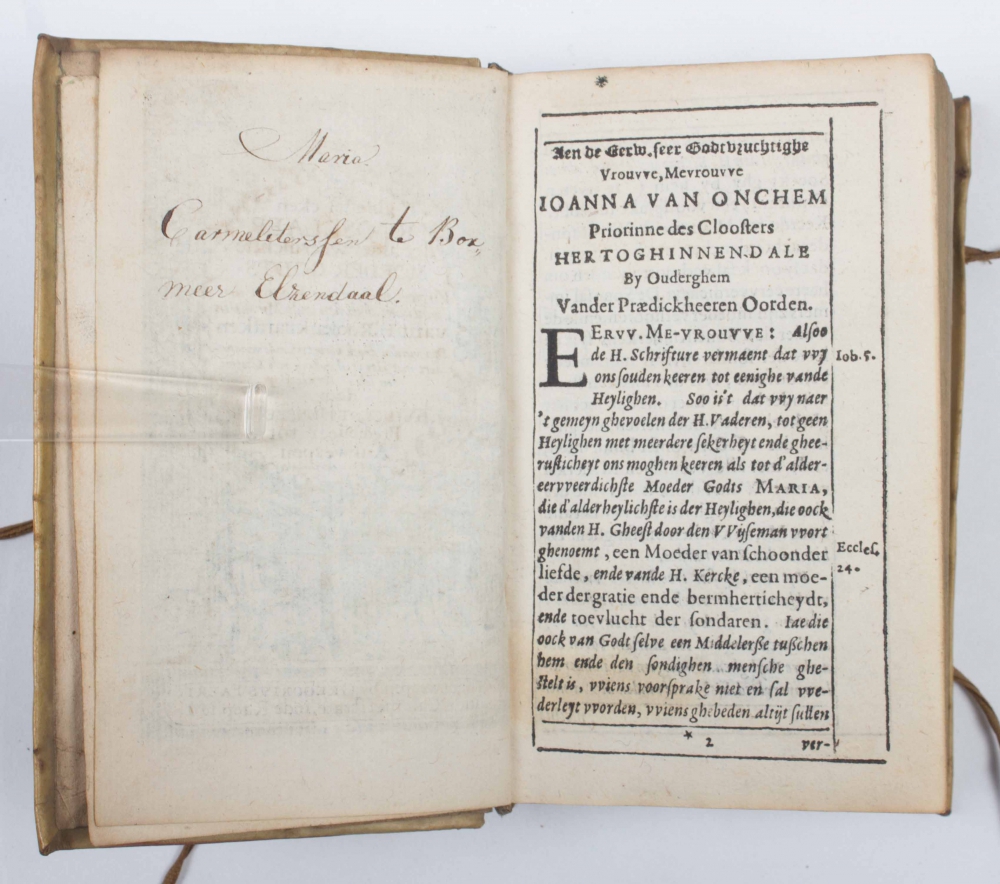 Maria.
Carmeletersfen te Box„
meer Elzendaal.
*
Aen de Eerw. seer Godtvruchtighe
Vrouvve, Mevrouvve
IOANNA VAN ONCHEM
Priorinne des Cloosters
HERTOGHINNENDALE
By Ouderghem
Vander Prædickheeren Oorden.
EERVV. ME-VROUVVE: Alsoo
de H. Schrifture vermaent dat vvy
Iob. 5.
ons souden keeren tot eenighe vande
Heylighen. Soo is't dat vvy naer
't gemeyn ghevoelen der H. Vaderen, tot geen
Heylighen met meerdere sekerheyt ende ghee-
rusticheyt ons moghen keeren als tot d'alder-
eervveerdichste Moeder Godts MARIA,
die d'alderheylichste is der Heylighen, die oock
vanden H. Gheest door den VVijseman vvort
ghenoemt, een Moeder van schoonder
Eccles.
24.
liefde, ende vande H. Kercke, een moe-
der der gratie ende bermherticheydt,
ende toevlucht der sondaren. Iae die
oock van Godt selve een Middelerße tußchen
hem ende den sondighen mensche ghe-
stelt is, vviens voorsprake niet en sal vve-
derleyt vvorden, vviens ghebeden altijt sullen
* 2 ver-